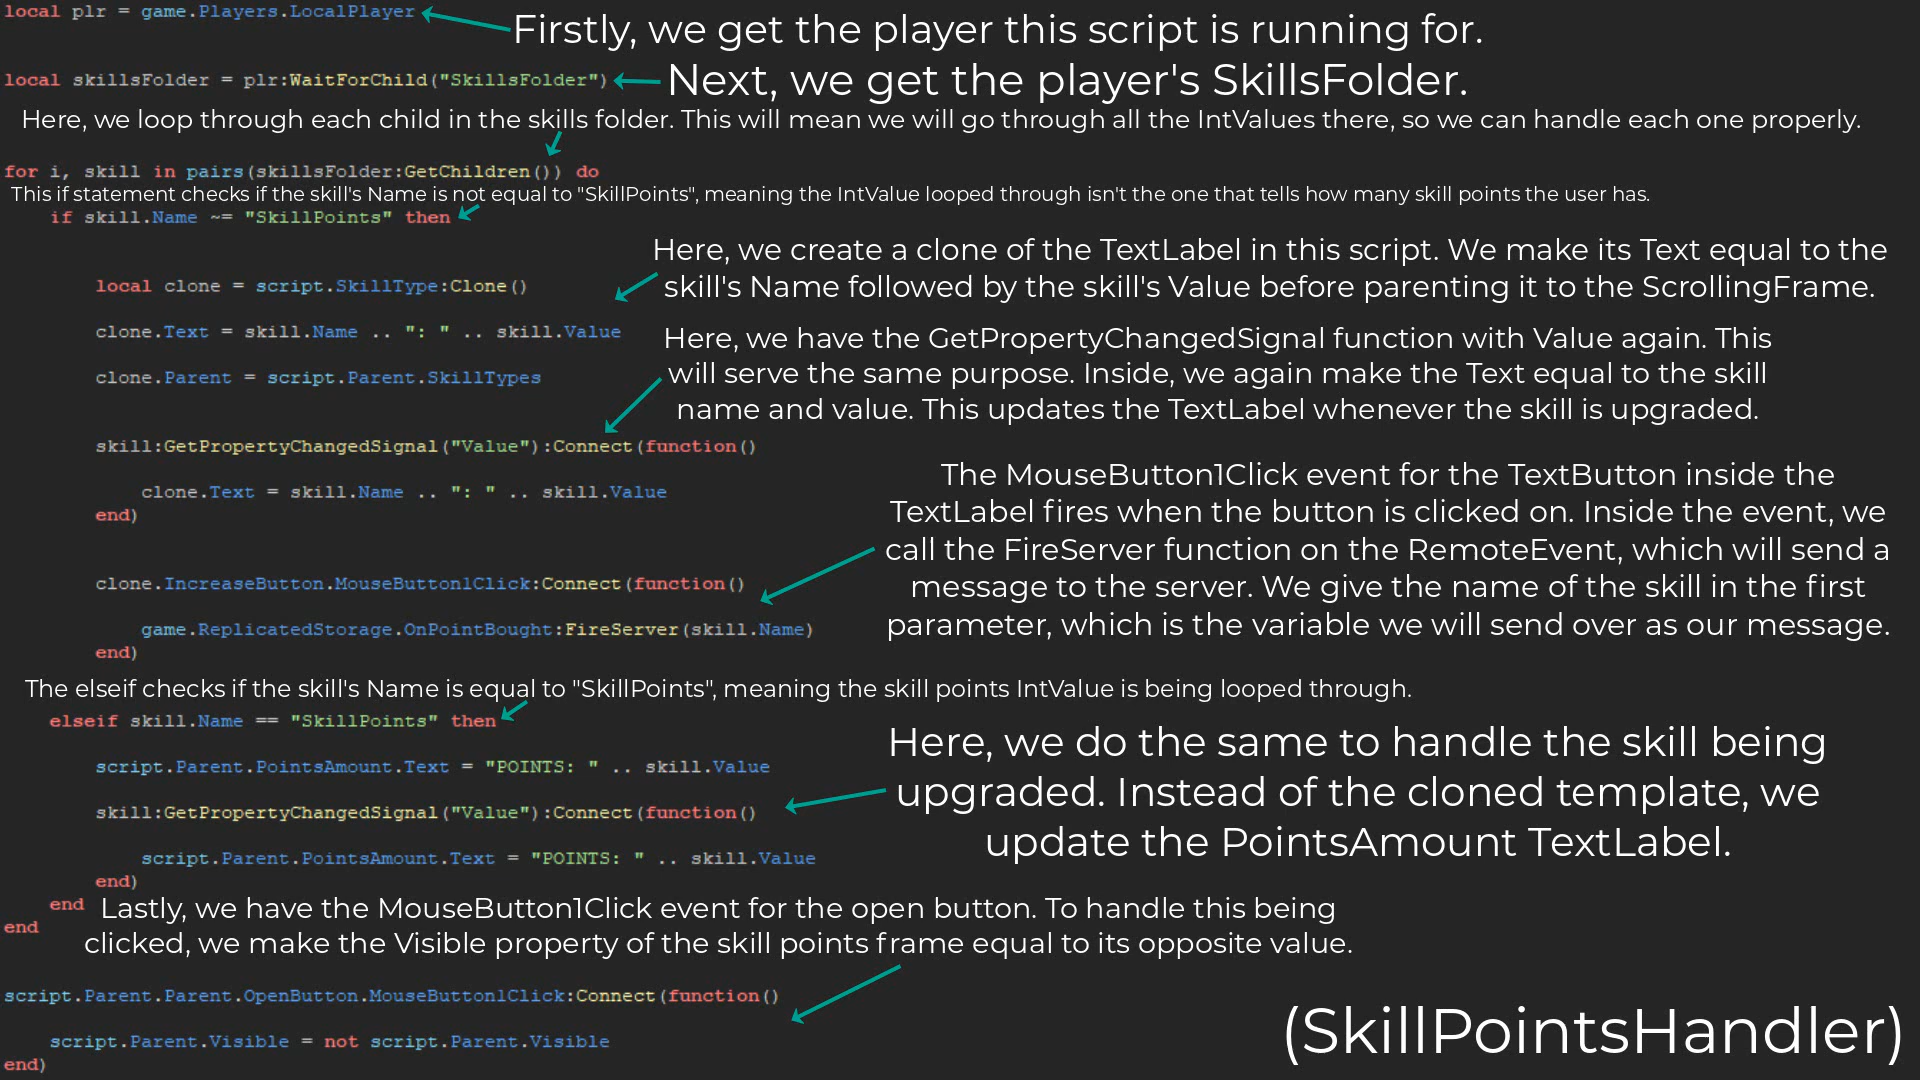 local plr = game.Players.LocalPlayer
Firstly, we get the player this script is running for.
local skillsFolder = plr:WaitForChild("SkillsFolder")
Next, we get the player's SkillsFolder.
Here, we loop through each child in the skills folder. This will mean we will go through all the IntValues there, so we can handle each one properly.
for i, skill in pairs(skillsFolder:GetChildren()) do
This if statement checks if the skill's Name is not equal to "SkillPoints", meaning the IntValue looped through isn't the one that tells how many skill points the user has.
if skill.Name ~= "SkillPoints" then
Here, we create a clone of the TextLabel in this script. We make its Text equal to the
skill's Name followed by the skill's Value before parenting it to the ScrollingFrame.
local clone = script.SkillType:Clone()
clone.Text = skill.Name .. ": " .. skill.Value
clone.Parent = script.Parent.SkillTypes
Here, we have the GetPropertyChangedSignal function with Value again. This
will serve the same purpose. Inside, we again make the Text equal to the skill
name and value. This updates the TextLabel whenever the skill is upgraded.
skill:GetPropertyChangedSignal("Value"):Connect(function()
clone.Text = skill.Name .. ": " .. skill.Value
end)
The MouseButton1Click event for the TextButton inside the
TextLabel fires when the button is clicked on. Inside the event, we
call the FireServer function on the RemoteEvent, which will send a
message to the server. We give the name of the skill in the first
parameter, which is the variable we will send over as our message.
clone.IncreaseButton.MouseButton1Click:Connect(function()
game.ReplicatedStorage.OnPointBought:FireServer(skill.Name)
end)
The elseif checks if the skill's Name is equal to "SkillPoints", meaning the skill points IntValue is being looped through.
elseif skill.Name == "SkillPoints" then
script.Parent.PointsAmount.Text = "POINTS: " .. skill.Value
Here, we do the same to handle the skill being
upgraded. Instead of the cloned template, we
update the PointsAmount TextLabel.
skill:GetPropertyChangedSignal("Value"):Connect(function()
script.Parent.PointsAmount.Text = "POINTS: " .. skill.Value
end)
end
end
Lastly, we have the MouseButton1Click event for the open button. To handle this being
clicked, we make the Visible property of the skill points frame equal to its opposite value.
script.Parent.Parent.OpenButton.MouseButton1Click:Connect(function()
script.Parent.Visible = not script.Parent.Visible
end)
(SkillPointsHandler)